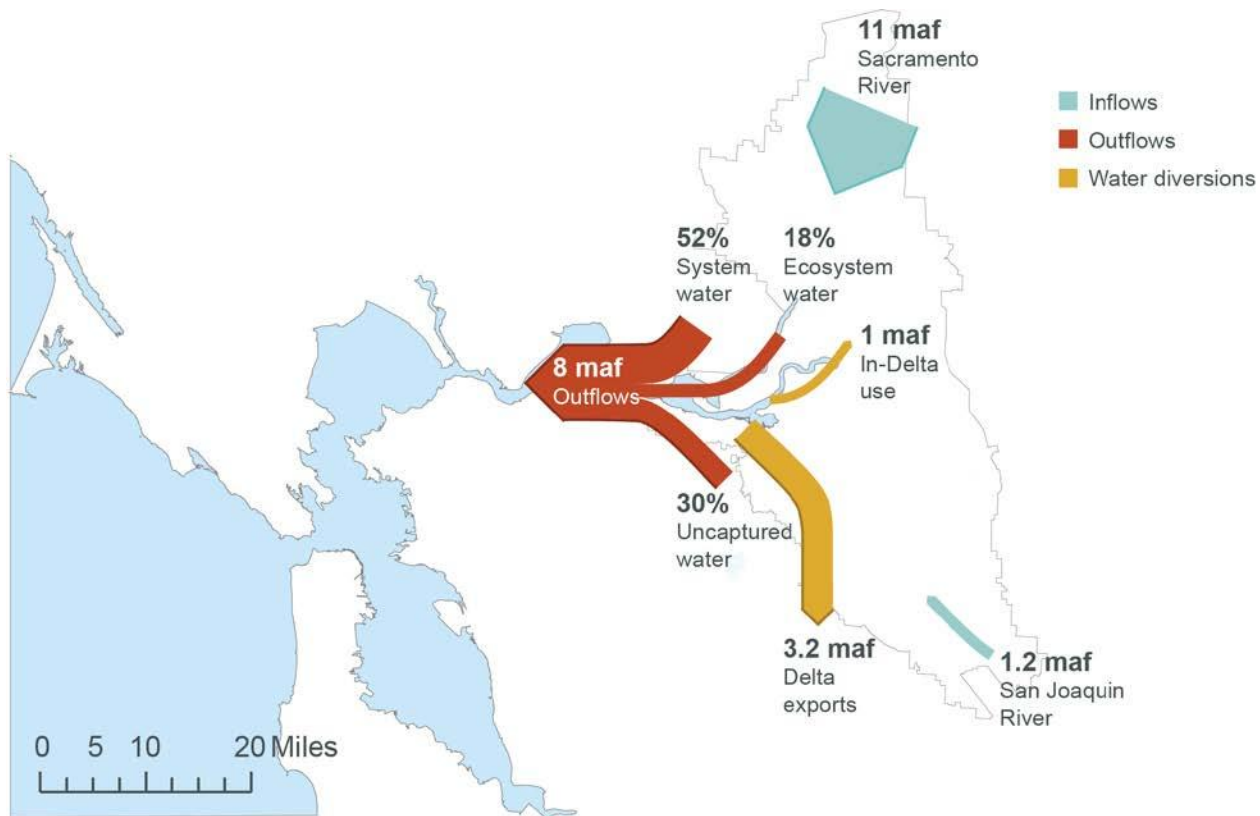 11 maf
Sacramento
River
Inflows
Outflows
Water diversions
52%
System
water
18%
Ecosystem
water
1 maf
In-Delta
use
8 maf
Outflows
30%
Uncaptured
water
3.2 maf
Delta
exports
1.2 maf
San Joaquin
River
0 5 10 20 Miles